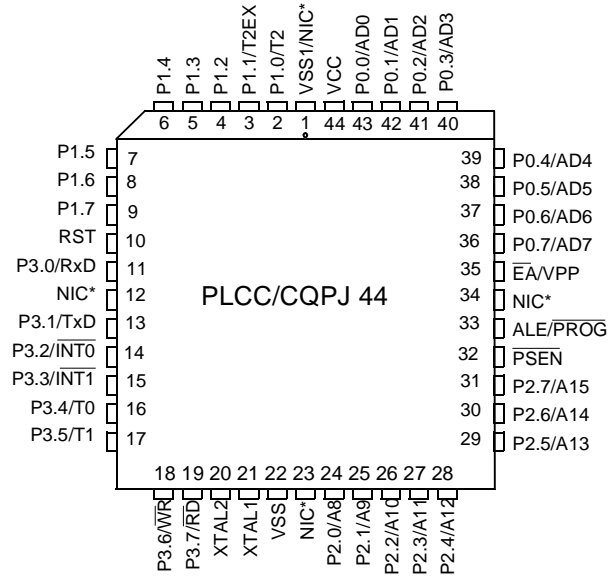 P1.4
P1.3
P1.2
P1.1/T2EX
P1.0/T2
VSS1/NIC*
VCC
P0.0/AD0
P0.1/AD1
P0.2/AD2
P0.3/AD3
6 5 4 3 2 1 44 43 42 41 40
P1.5 7
P1.6 8
P1.7 9
RST 10
P3.0/RxD 11
NIC* 12
P3.1/TxD 13
P3.2/I̅N̅T̅0̅ 14
P3.3/I̅N̅T̅1̅ 15
P3.4/T0 16
P3.5/T1 17
PLCC/CQPJ 44
39 P0.4/AD4
38 P0.5/AD5
37 P0.6/AD6
36 P0.7/AD7
35 E̅A/VPP
34 NIC*
33 ALE/P̅R̅O̅G̅
32 P̅S̅E̅N̅
31 P2.7/A15
30 P2.6/A14
29 P2.5/A13
18 19 20 21 22 23 24 25 26 27 28
P3.6/W̅R̅
P3.7/R̅D̅
XTAL2
XTAL1
VSS
NIC*
P2.0/A8
P2.1/A9
P2.2/A10
P2.3/A11
P2.4/A12